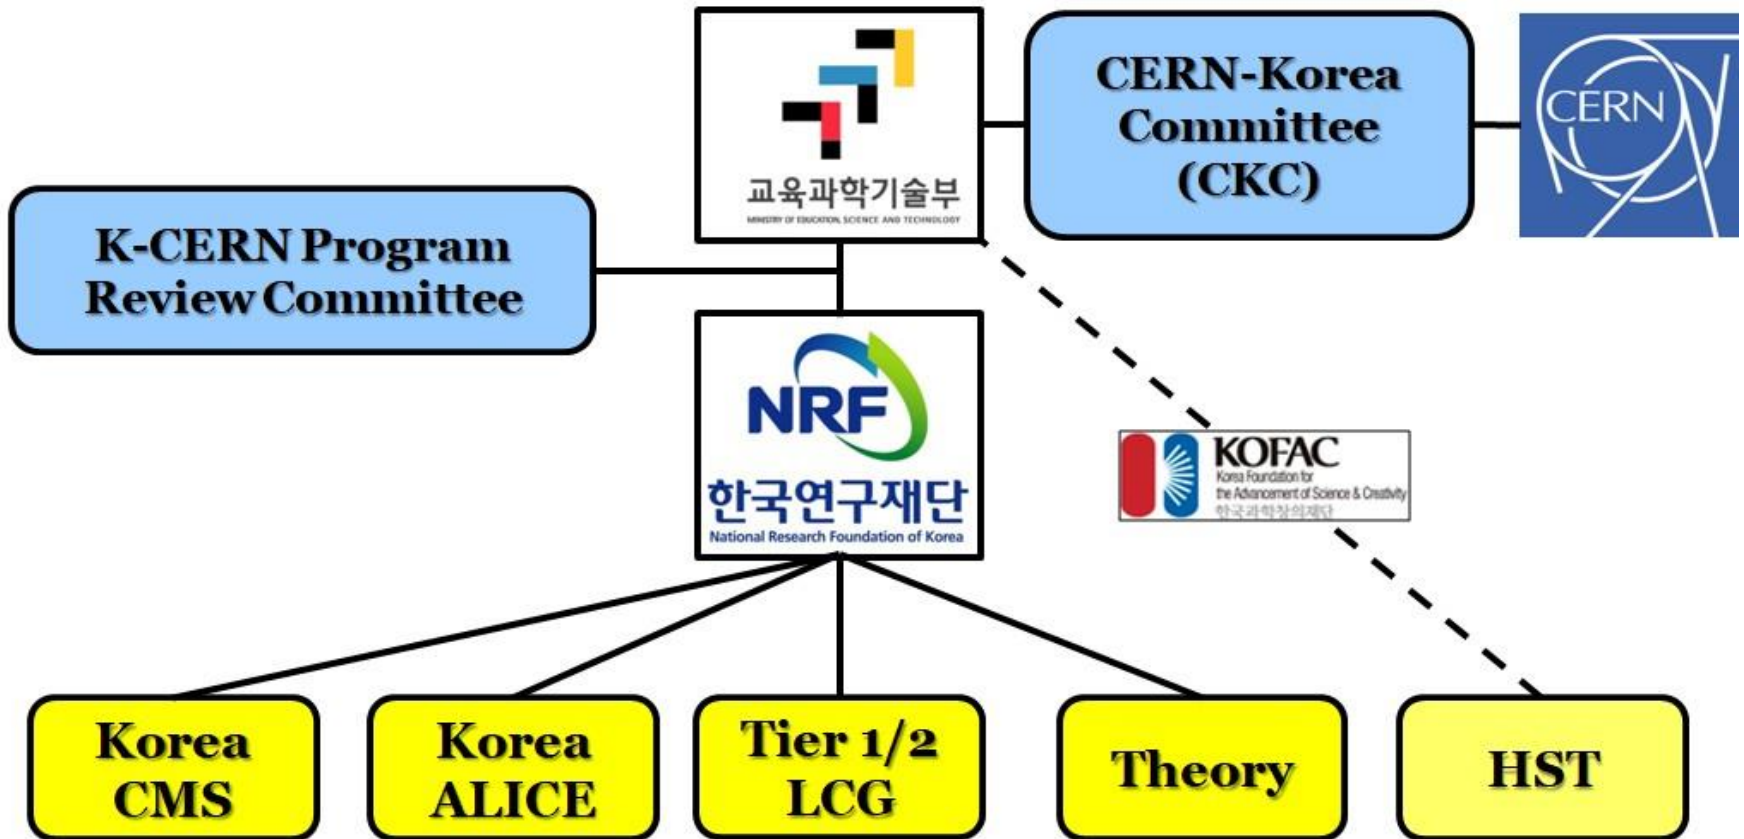 교육과학기술부
MINISTRY OF EDUCATION, SCIENCE AND TECHNOLOGY
CERN-Korea
Committee
(CKC)
CERN
K-CERN Program
Review Committee
NRF
한국연구재단
National Research Foundation of Korea
KOFAC
Korea Foundation for
the Advancement of Science & Creativity
한국과학창의재단
Korea
CMS
Korea
ALICE
Tier 1/2
LCG
Theory
HST